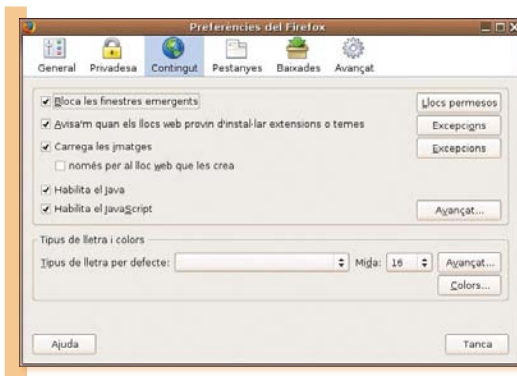 Preferències del Firefox
General Privadesa Contingut Pestanyes Baixades Avançat
Bloca les finestres emergents Llocs permesos
Avisa'm quan els llocs web provin d'instal·lar extensions o temes Excepcions
Carrega les imatges Excepcions
només per al lloc web que les crea
Habilita el Java
Habilita el JavaScript Avançat...
Tipus de lletra i colors
Tipus de lletra per defecte: Mida: 16 Avançat...
Colors...
Ajuda Tanca